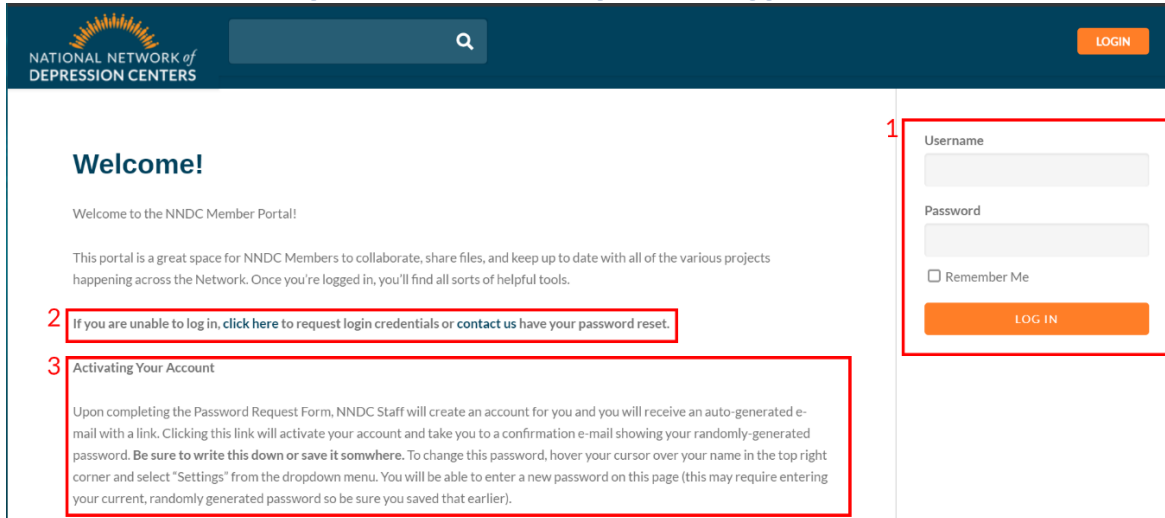 NATIONAL NETWORK of
DEPRESSION CENTERS
LOGIN
1
Username
Password
Remember Me
LOG IN
Welcome!
Welcome to the NNDC Member Portal!
This portal is a great space for NNDC Members to collaborate, share files, and keep up to date with all of the various projects
happening across the Network. Once you're logged in, you'll find all sorts of helpful tools.
2
If you are unable to log in, click here to request login credentials or contact us have your password reset.
3
Activating Your Account
Upon completing the Password Request Form, NNDC Staff will create an account for you and you will receive an auto-generated e-
mail with a link. Clicking this link will activate your account and take you to a confirmation e-mail showing your randomly-generated
password. Be sure to write this down or save it somwhere. To change this password, hover your cursor over your name in the top right
corner and select "Settings" from the dropdown menu. You will be able to enter a new password on this page (this may require entering
your current, randomly generated password so be sure you saved that earlier).